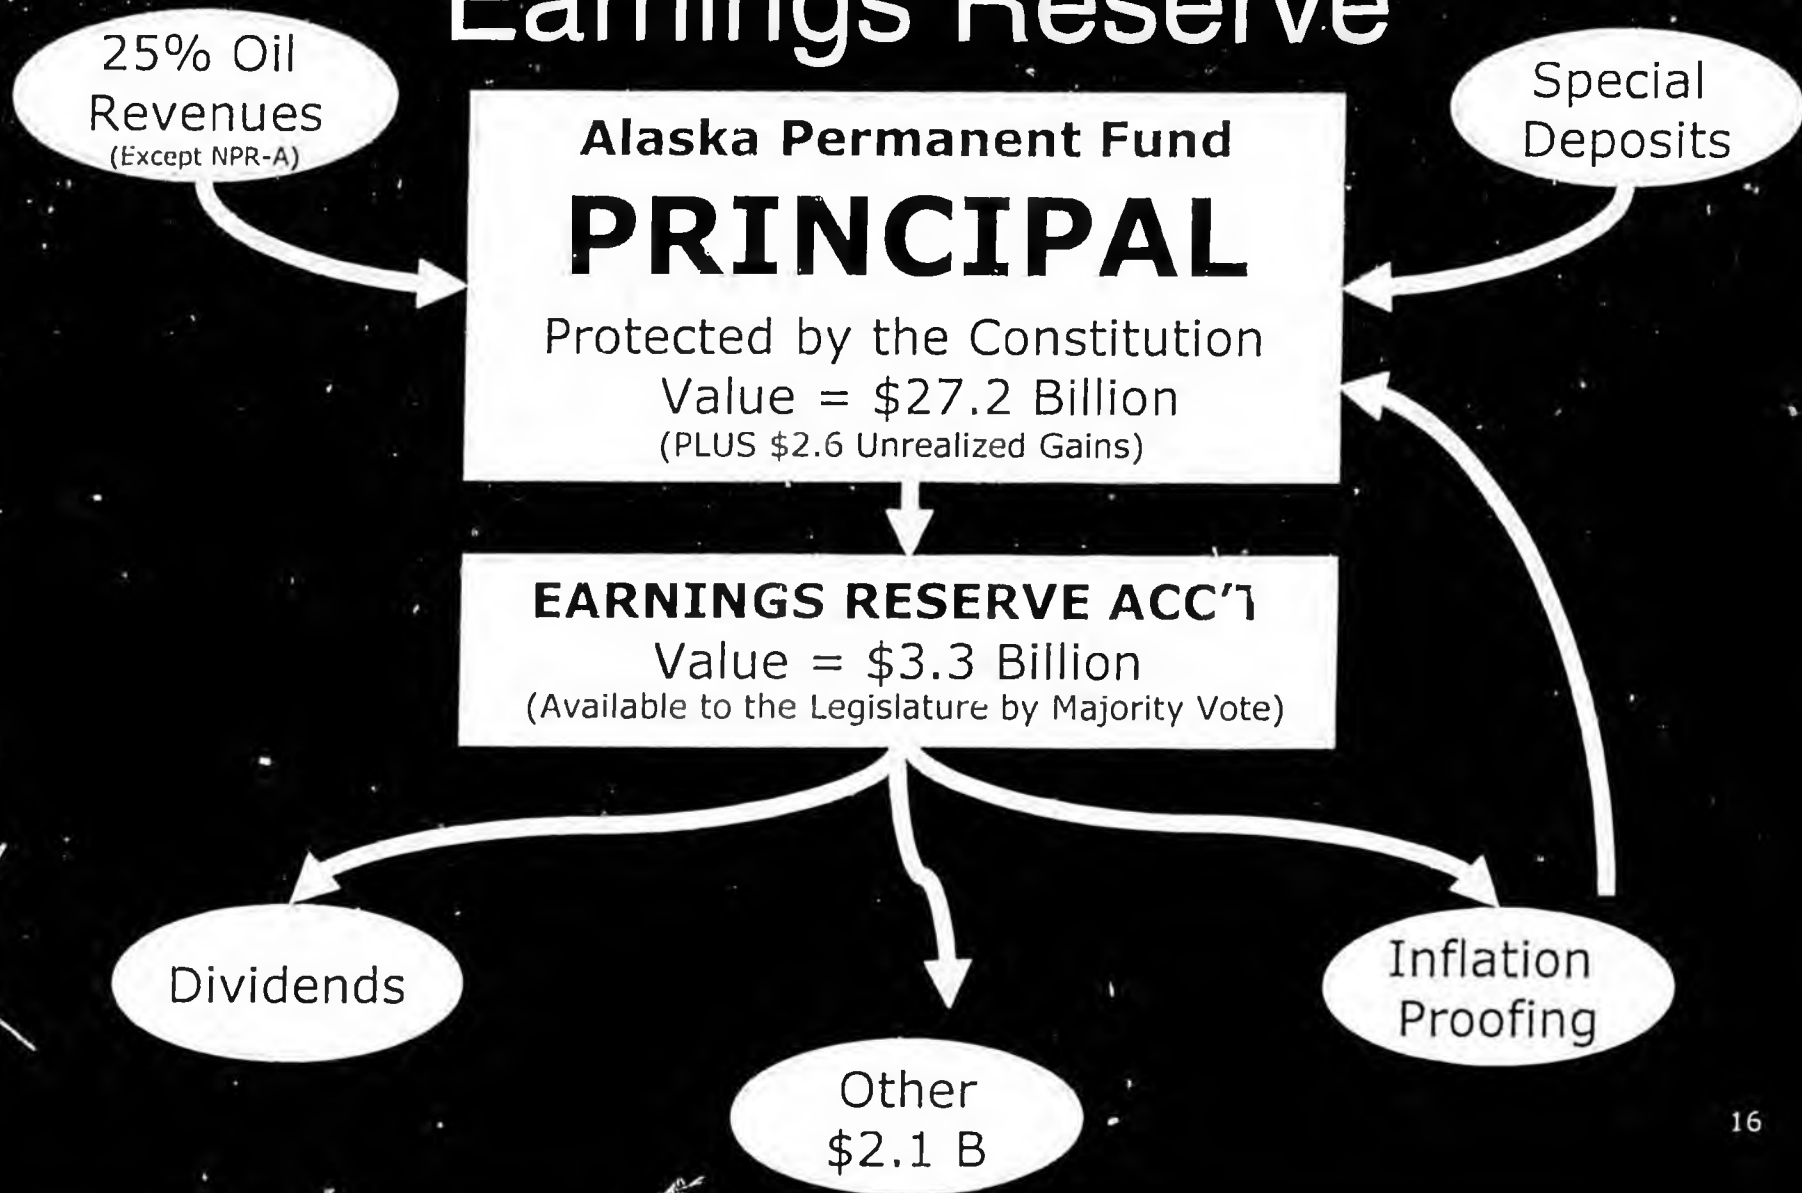 Earnings Reserve
25% Oil
Revenues
(Except NPR-A)
Special
Deposits
Alaska Permanent Fund
PRINCIPAL
Protected by the Constitution
Value = $27.2 Billion
(PLUS $2.6 Unrealized Gains)
EARNINGS RESERVE ACC'T
Value = $3.3 Billion
(Available to the Legislature by Majority Vote)
Dividends
Inflation
Proofing
Other
$2.1 B
16